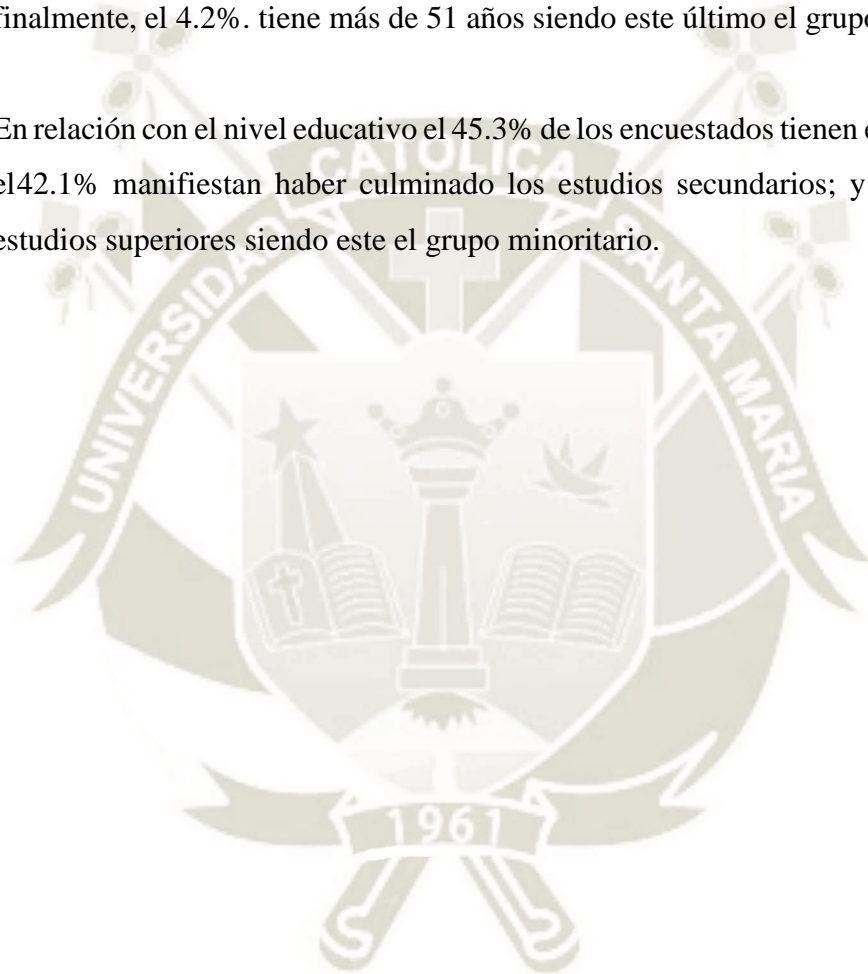 finalmente, el 4.2%. tiene más de 51 años siendo este último el grupo
En relación con el nivel educativo el 45.3% de los encuestados tienen
el42.1% manifiestan haber culminado los estudios secundarios; y
estudios superiores siendo este el grupo minoritario.
UNIVERSIDAD CATOLICA SANTA MARIA
1961